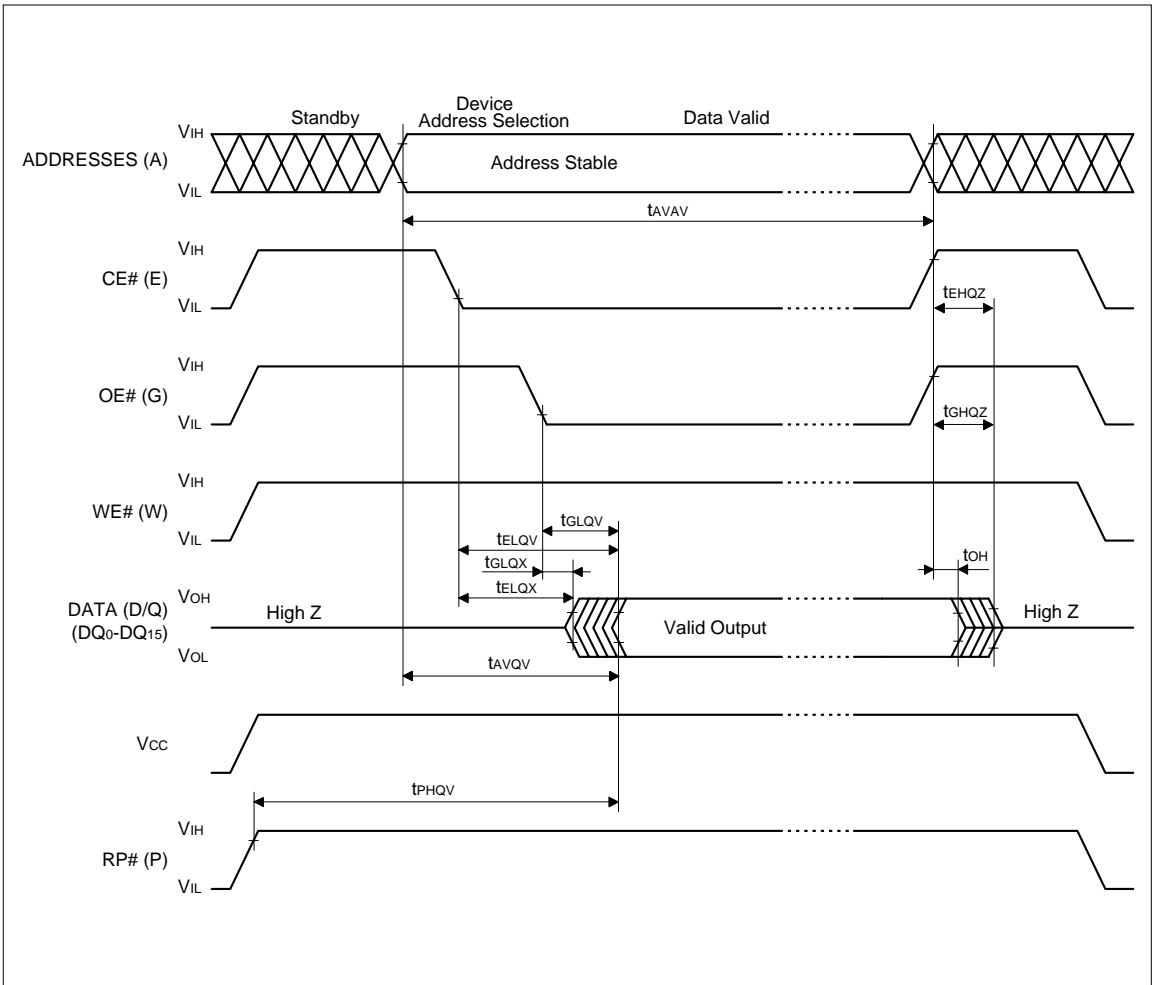 Standby
Device
Address Selection
Data Valid
VIH
ADDRESSES (A)
Address Stable
VIL
tAVAV
VIH
CE# (E)
VIL
tEHQZ
VIH
OE# (G)
VIL
tGHQZ
VIH
WE# (W)
VIL
tGLQV
tELQV
tGLQX
tOH
tELQX
VOH
DATA (D/Q)
(DQ0-DQ15)
High Z
Valid Output
High Z
VOL
tAVQV
VCC
tPHQV
VIH
RP# (P)
VIL